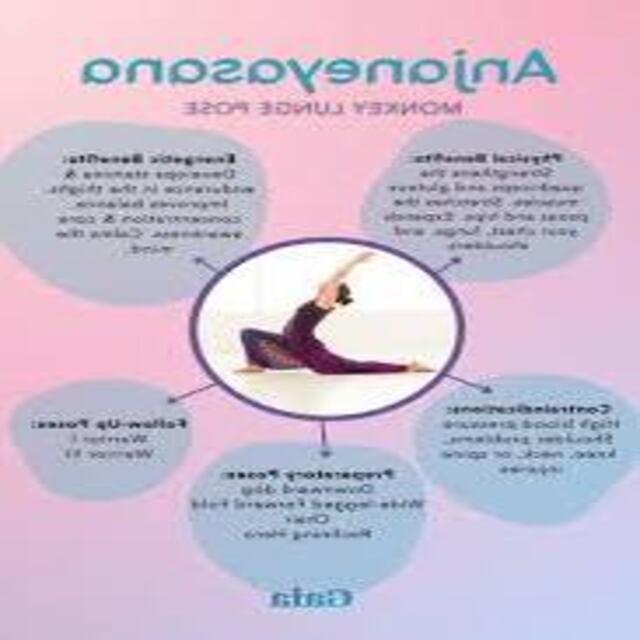 Anjaneyasana
MONKEY LUNGE POSE
Physical Benefits:
Strengthens the
quadriceps and gluteus
muscles. Stretches the
psoas and hips. Expands
your chest, lungs, and
shoulders.
Energetic Benefits:
Develops stamina &
endurance in the thighs.
Improves balance,
concentration & core
awareness. Calms the
mind.
Contraindications:
High blood pressure
Shoulder problems,
knee, neck, or spine
injuries
Follow-Up Poses:
Warrior I
Warrior III
Preparatory Poses:
Downward dog
Wide-legged Forward Fold
Chair
Reclining Hero
Gaia